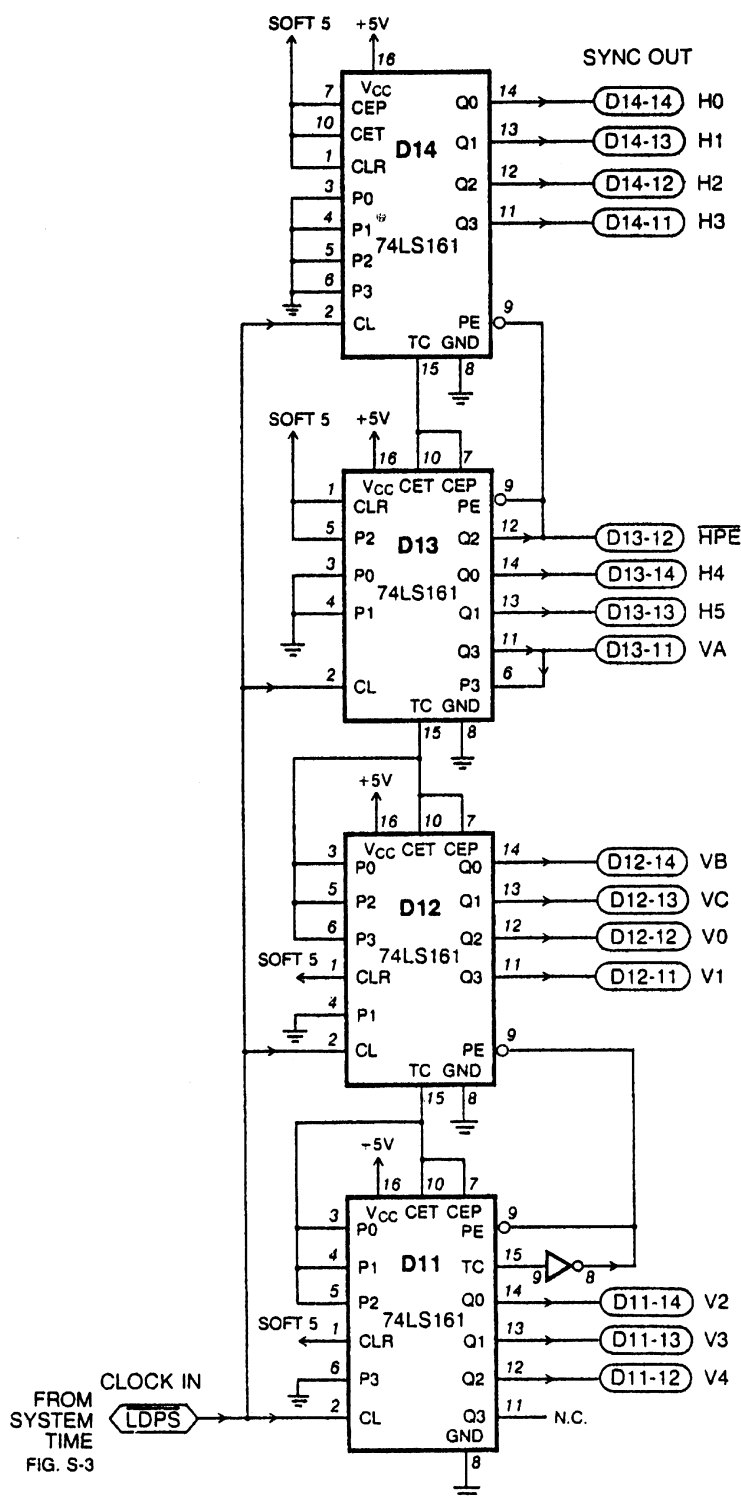 SOFT 5 +5V
16
SYNC OUT
7 VCC Q0 14 D14-14 H0
CEP
10 CET D14 Q1 13 D14-13 H1
1 CLR
3 P0 Q2 12 D14-12 H2
4 P1 Q3 11 D14-11 H3
74LS161
5 P2
6 P3
2 CL PE 9
TC GND
15 8
SOFT 5 +5V
16 10 7
VCC CET CEP
1 CLR PE 9
5 P2 D13 Q2 12 D13-12 HPE
3 P0 Q0 14 D13-14 H4
74LS161
4 P1 Q1 13 D13-13 H5
Q3 11 D13-11 VA
2 CL P3 6
TC GND
15 8
+5V
16 10 7
VCC CET CEP
3 P0 Q0 14 D12-14 VB
5 P2 D12 Q1 13 D12-13 VC
6 P3 Q2 12 D12-12 V0
74LS161
SOFT 5 1 CLR Q3 11 D12-11 V1
4 P1
2 CL PE 9
TC GND
15 8
+5V
16 10 7
VCC CET CEP
3 P0 PE 9
4 P1 D11 TC 15 9 8
5 P2 Q0 14 D11-14 V2
74LS161
SOFT 5 1 CLR Q1 13 D11-13 V3
6 P3 Q2 12 D11-12 V4
CLOCK IN
FROM SYSTEM TIME
FIG. S-3
LDPS 2 CL Q3 11 N.C.
GND
8